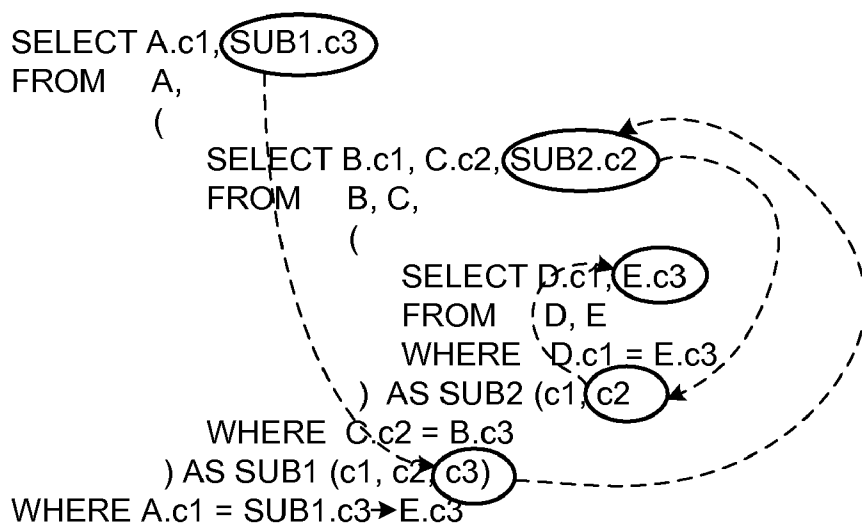 SELECT A.c1, SUB1.c3
FROM A,
(
SELECT B.c1, C.c2, SUB2.c2
FROM B, C,
(
SELECT D.c1, E.c3
FROM D, E
WHERE D.c1 = E.c3
) AS SUB2 (c1, c2
WHERE C.c2 = B.c3
) AS SUB1 (c1, c2, c3)
WHERE A.c1 = SUB1.c3→E.c3